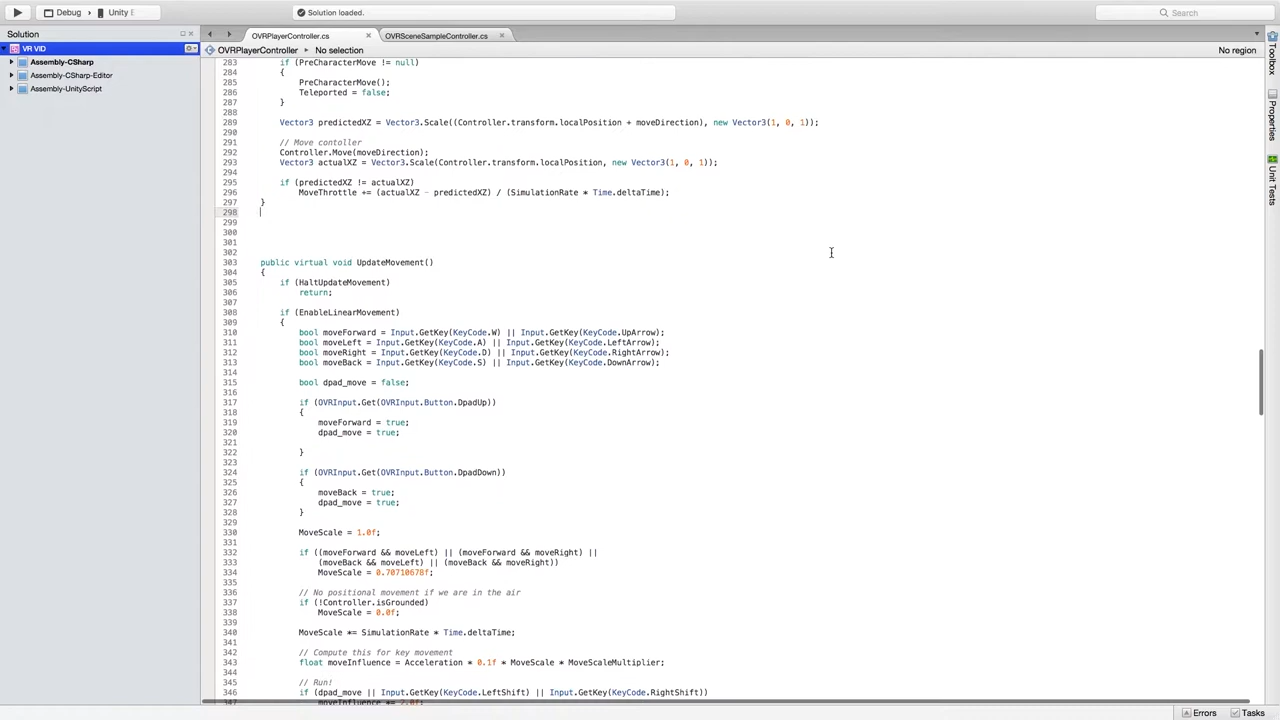 Debug › Unity E
Solution loaded.
Search
Solution
OVRPlayerController.cs
OVRSceneSampleController.cs
VR VID
OVRPlayerController
No selection
No region
Assembly-CSharp
Assembly-CSharp-Editor
Assembly-UnityScript
Toolbox
Properties
Unit Tests
283 if (PreCharacterMove != null)
284 {
285 PreCharacterMove();
286 Teleported = false;
287 }
288
289 Vector3 predictedXZ = Vector3.Scale((Controller.transform.localPosition + moveDirection), new Vector3(1, 0, 1));
290
291 // Move contoller
292 Controller.Move(moveDirection);
293 Vector3 actualXZ = Vector3.Scale(Controller.transform.localPosition, new Vector3(1, 0, 1));
294
295 if (predictedXZ != actualXZ)
296 MoveThrottle += (actualXZ - predictedXZ) / (SimulationRate * Time.deltaTime);
297 }
298
299
300
301
302
303 public virtual void UpdateMovement()
304 {
305 if (HaltUpdateMovement)
306 return;
307
308 if (EnableLinearMovement)
309 {
310 bool moveForward = Input.GetKey(KeyCode.W) || Input.GetKey(KeyCode.UpArrow);
311 bool moveLeft = Input.GetKey(KeyCode.A) || Input.GetKey(KeyCode.LeftArrow);
312 bool moveRight = Input.GetKey(KeyCode.D) || Input.GetKey(KeyCode.RightArrow);
313 bool moveBack = Input.GetKey(KeyCode.S) || Input.GetKey(KeyCode.DownArrow);
314
315 bool dpad_move = false;
316
317 if (OVRInput.Get(OVRInput.Button.DpadUp))
318 {
319 moveForward = true;
320 dpad_move = true;
321
322 }
323
324 if (OVRInput.Get(OVRInput.Button.DpadDown))
325 {
326 moveBack = true;
327 dpad_move = true;
328 }
329
330 MoveScale = 1.0f;
331
332 if ((moveForward && moveLeft) || (moveForward && moveRight) ||
333 (moveBack && moveLeft) || (moveBack && moveRight))
334 MoveScale = 0.70710678f;
335
336 // No positional movement if we are in the air
337 if (!Controller.isGrounded)
338 MoveScale = 0.0f;
339
340 MoveScale *= SimulationRate * Time.deltaTime;
341
342 // Compute this for key movement
343 float moveInfluence = Acceleration * 0.1f * MoveScale * MoveScaleMultiplier;
344
345 // Run!
346 if (dpad_move || Input.GetKey(KeyCode.LeftShift) || Input.GetKey(KeyCode.RightShift))
347 moveInfluence *= 2.0f;
Errors
Tasks